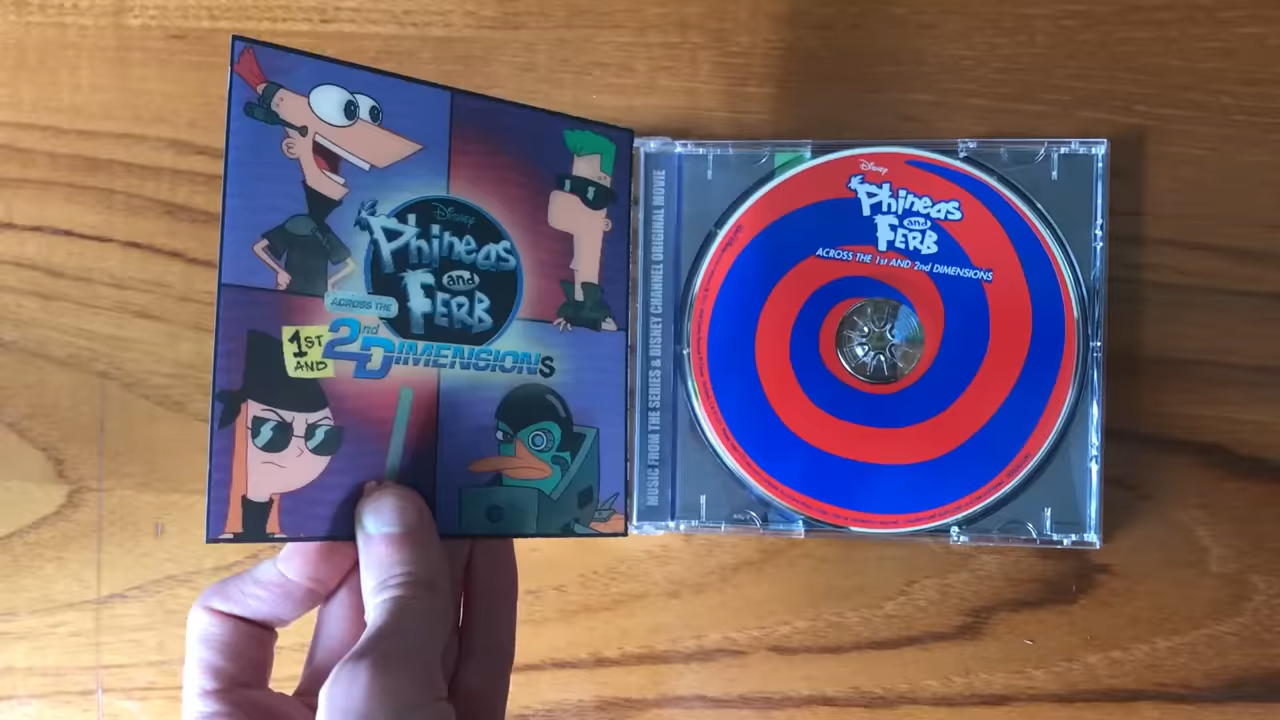 Disney
Phineas
and
FERB
ACROSS THE
1ST
AND
2nd
DIMENSIONS
MUSIC FROM THE SERIES & DISNEY CHANNEL ORIGINAL MOVIE
Disney
Phineas
and
FERB
ACROSS THE 1st AND 2nd DIMENSIONS